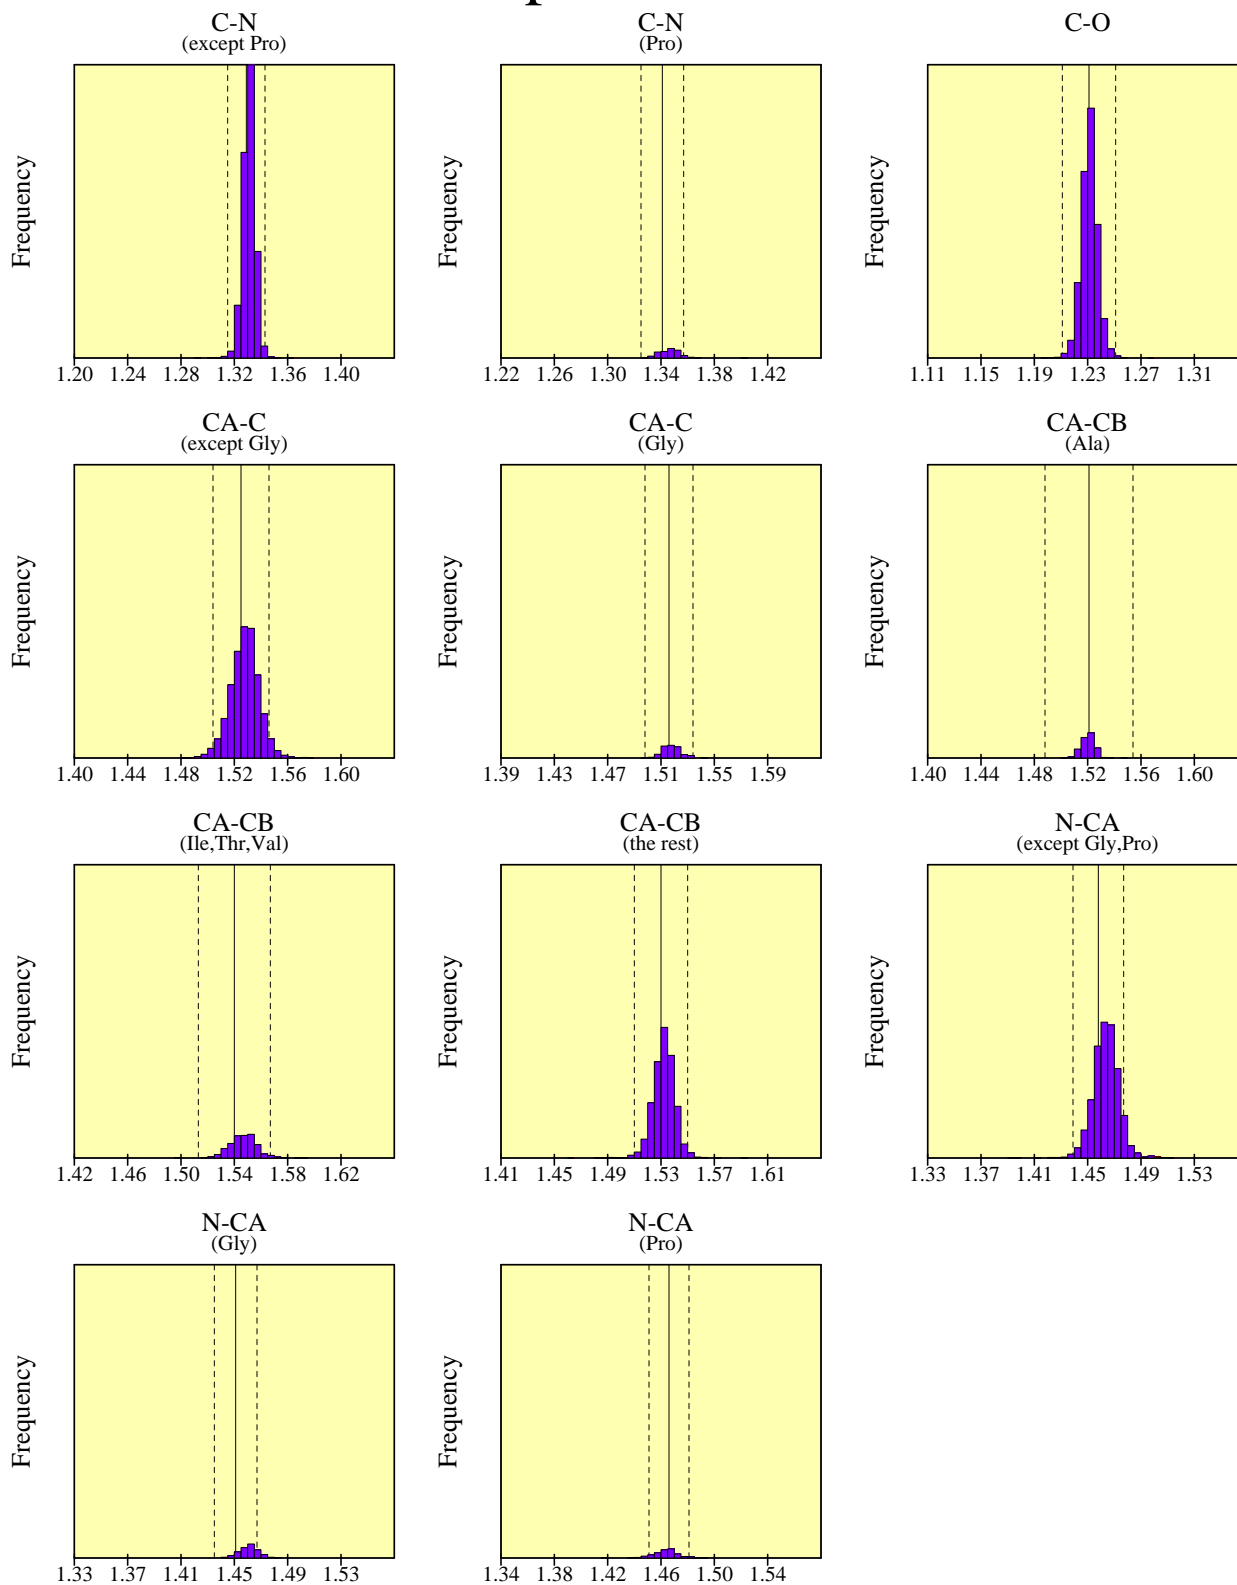 C-N
(except Pro)
C-N
(Pro)
C-O
Frequency
Frequency
Frequency
1.20 1.24 1.28 1.32 1.36 1.40
1.22 1.26 1.30 1.34 1.38 1.42
1.11 1.15 1.19 1.23 1.27 1.31
CA-C
(except Gly)
CA-C
(Gly)
CA-CB
(Ala)
Frequency
Frequency
Frequency
1.40 1.44 1.48 1.52 1.56 1.60
1.39 1.43 1.47 1.51 1.55 1.59
1.40 1.44 1.48 1.52 1.56 1.60
CA-CB
(Ile,Thr,Val)
CA-CB
(the rest)
N-CA
(except Gly,Pro)
Frequency
Frequency
Frequency
1.42 1.46 1.50 1.54 1.58 1.62
1.41 1.45 1.49 1.53 1.57 1.61
1.33 1.37 1.41 1.45 1.49 1.53
N-CA
(Gly)
N-CA
(Pro)
Frequency
Frequency
1.33 1.37 1.41 1.45 1.49 1.53
1.34 1.38 1.42 1.46 1.50 1.54